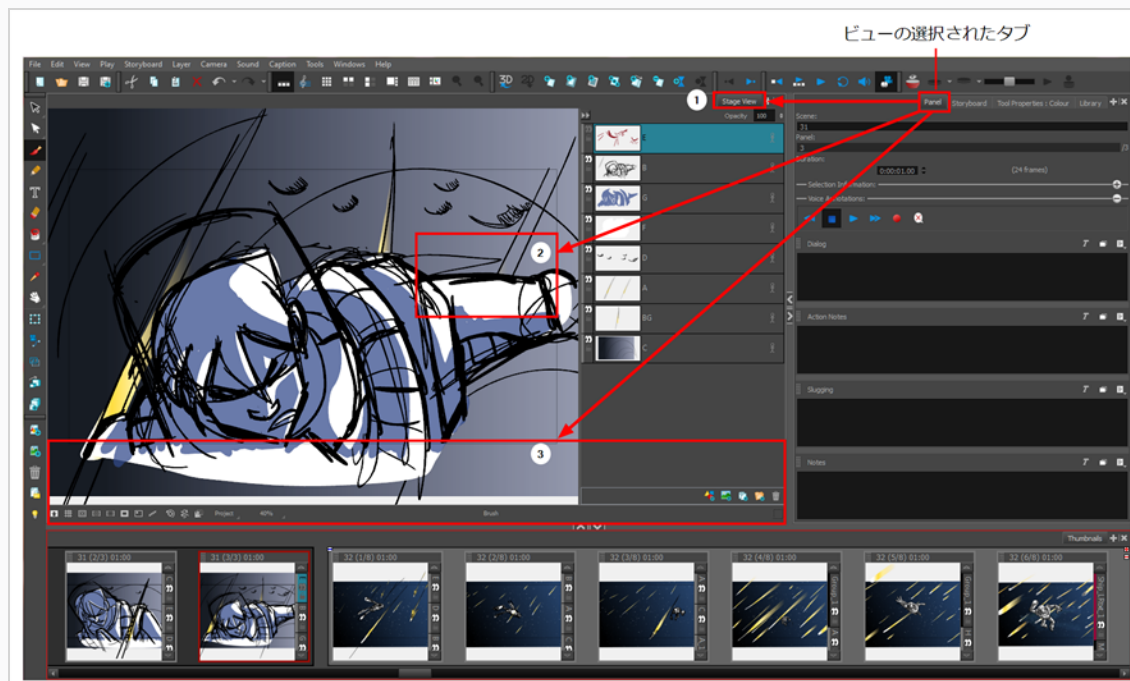 ビューの選択されたタブ
File Edit View Play Storyboard Layer Camera Sound Caption Tools Windows Help
3D 2D
1 Stage View
Panel Storyboard Tool Properties : Colour Library
Opacity 100
Scene:
31
Panel:
3 /3
Duration:
0:00:01.00 (24 frames)
Selection Information:
Voice Annotations:
E
B
G
F
D
A
BG
C
2
3
Dialog
Action Notes
Slugging
Notes
Project 40% Brush
Thumbnails
31 (2/3) 01:00 31 (3/3) 01:00 32 (1/8) 01:00 32 (2/8) 01:00 32 (3/8) 01:00 32 (4/8) 01:00 32 (5/8) 01:00 32 (6/8) 01:00